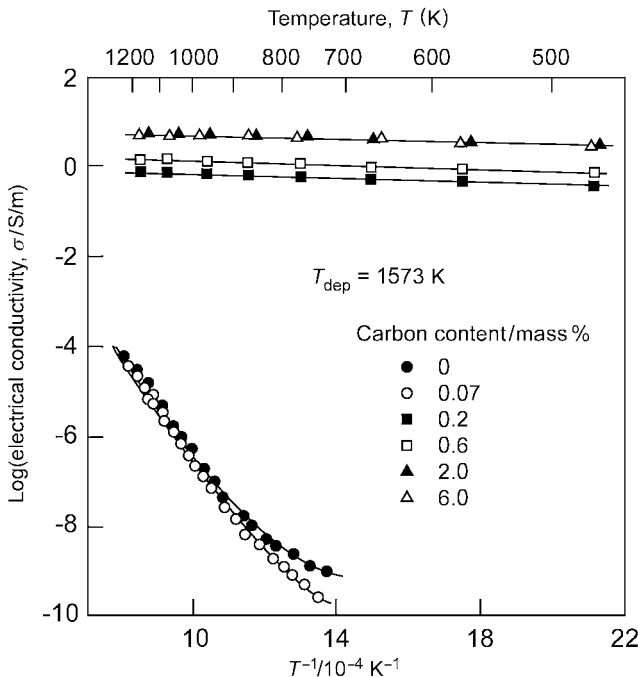 Temperature, T (K)
1200 1000 800 700 600 500
2
0
-2
-4
-6
-8
-10
Log(electrical conductivity, σ/S/m)
T_dep = 1573 K
Carbon content/mass %
0
0.07
0.2
0.6
2.0
6.0
10 14 18 22
T⁻¹/10⁻⁴ K⁻¹